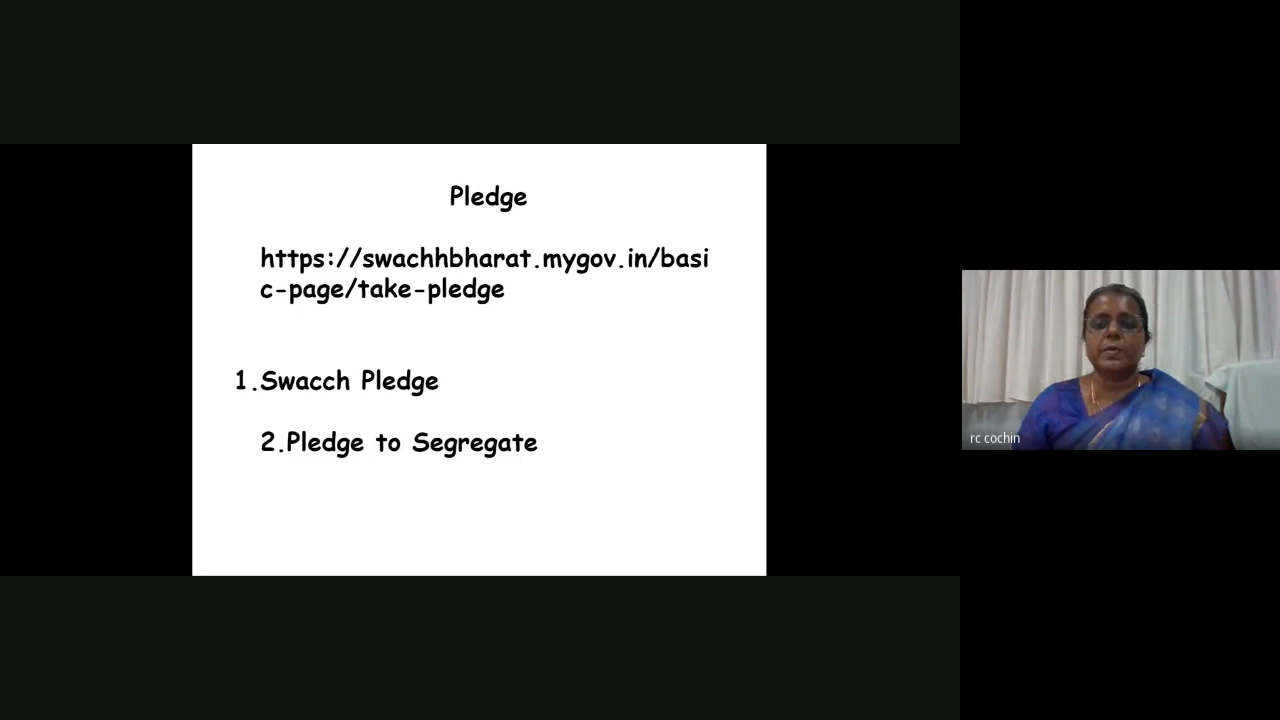 Pledge
https://swachhbharat.mygov.in/basi
c-page/take-pledge
1.Swacch Pledge
2.Pledge to Segregate
rc cochin